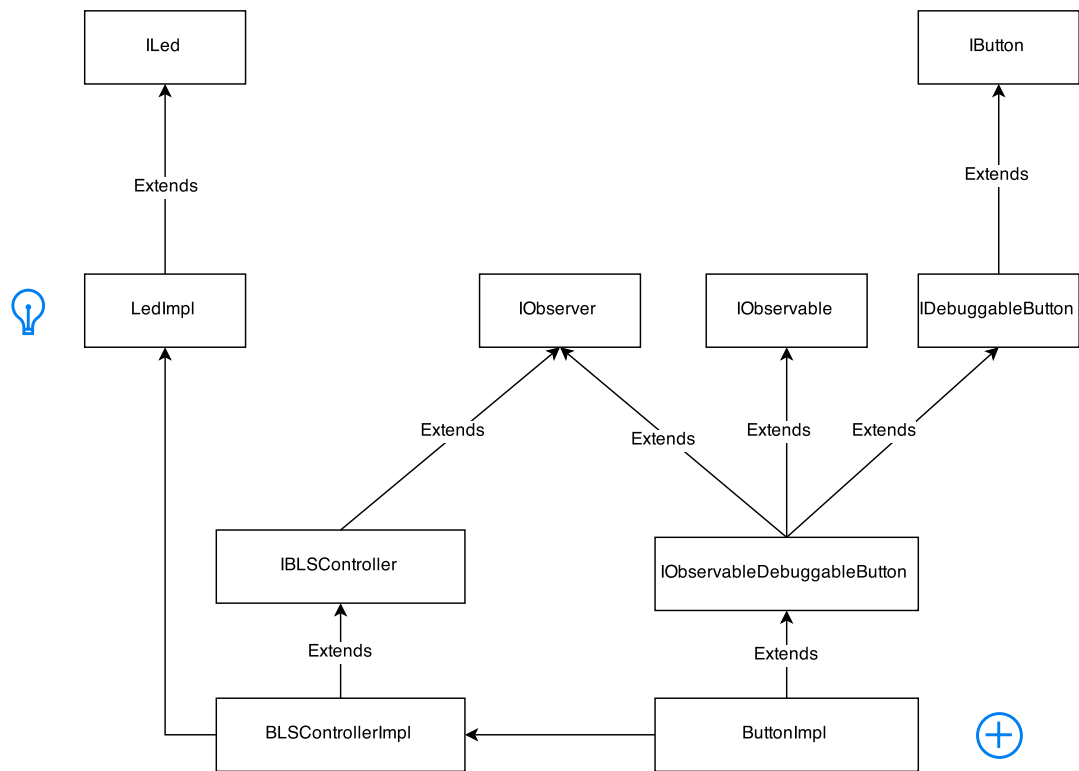 ILed
IButton
Extends
Extends
LedImpl
IObserver
IObservable
IDebuggableButton
Extends
Extends
Extends
Extends
IBLSController
IObservableDebuggableButton
Extends
Extends
BLSControllerImpl
ButtonImpl